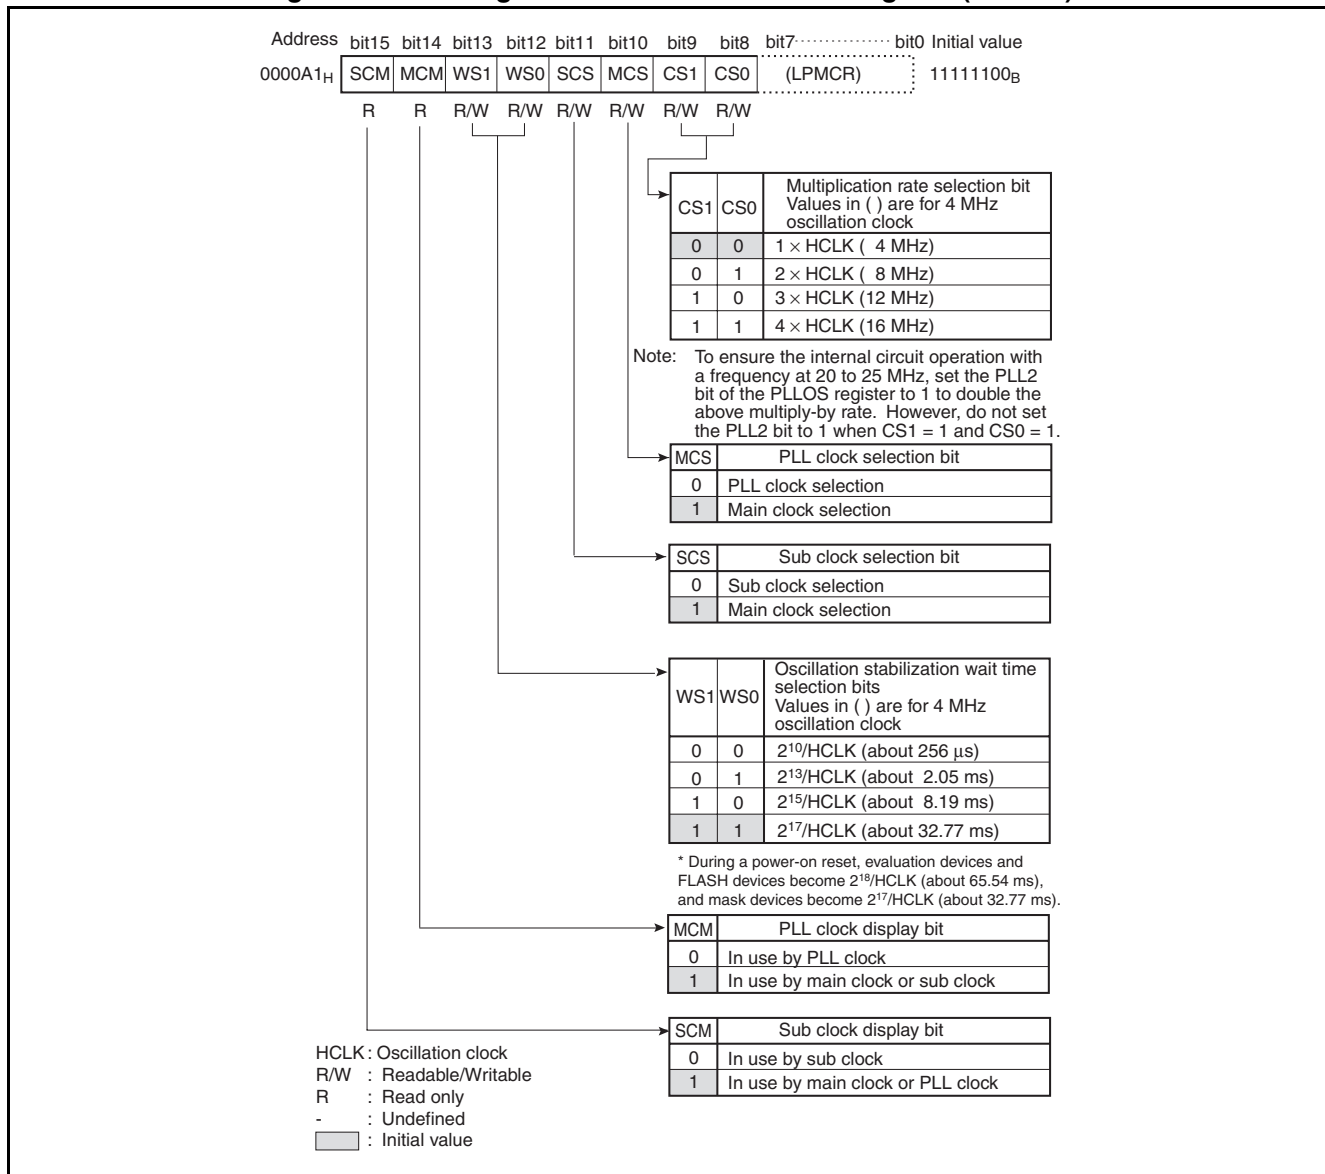 Address bit15 bit14 bit13 bit12 bit11 bit10 bit9 bit8 bit7 bit0 Initial value
0000A1H SCM MCM WS1 WS0 SCS MCS CS1 CS0 (LPMCR) 11111100B
R R R/W R/W R/W R/W R/W R/W
CS1 CS0 Multiplication rate selection bit
Values in ( ) are for 4 MHz
oscillation clock
0 0 1 × HCLK ( 4 MHz)
0 1 2 × HCLK ( 8 MHz)
1 0 3 × HCLK (12 MHz)
1 1 4 × HCLK (16 MHz)
Note: To ensure the internal circuit operation with
a frequency at 20 to 25 MHz, set the PLL2
bit of the PLLOS register to 1 to double the
above multiply-by rate. However, do not set
the PLL2 bit to 1 when CS1 = 1 and CS0 = 1.
MCS PLL clock selection bit
0 PLL clock selection
1 Main clock selection
SCS Sub clock selection bit
0 Sub clock selection
1 Main clock selection
WS1 WS0 Oscillation stabilization wait time
selection bits
Values in ( ) are for 4 MHz
oscillation clock
0 0 2¹⁰/HCLK (about 256 μs)
0 1 2¹³/HCLK (about 2.05 ms)
1 0 2¹⁵/HCLK (about 8.19 ms)
1 1 2¹⁷/HCLK (about 32.77 ms)
* During a power-on reset, evaluation devices and
FLASH devices become 2¹⁸/HCLK (about 65.54 ms),
and mask devices become 2¹⁷/HCLK (about 32.77 ms).
MCM PLL clock display bit
0 In use by PLL clock
1 In use by main clock or sub clock
SCM Sub clock display bit
0 In use by sub clock
1 In use by main clock or PLL clock
HCLK : Oscillation clock
R/W : Readable/Writable
R : Read only
- : Undefined
: Initial value